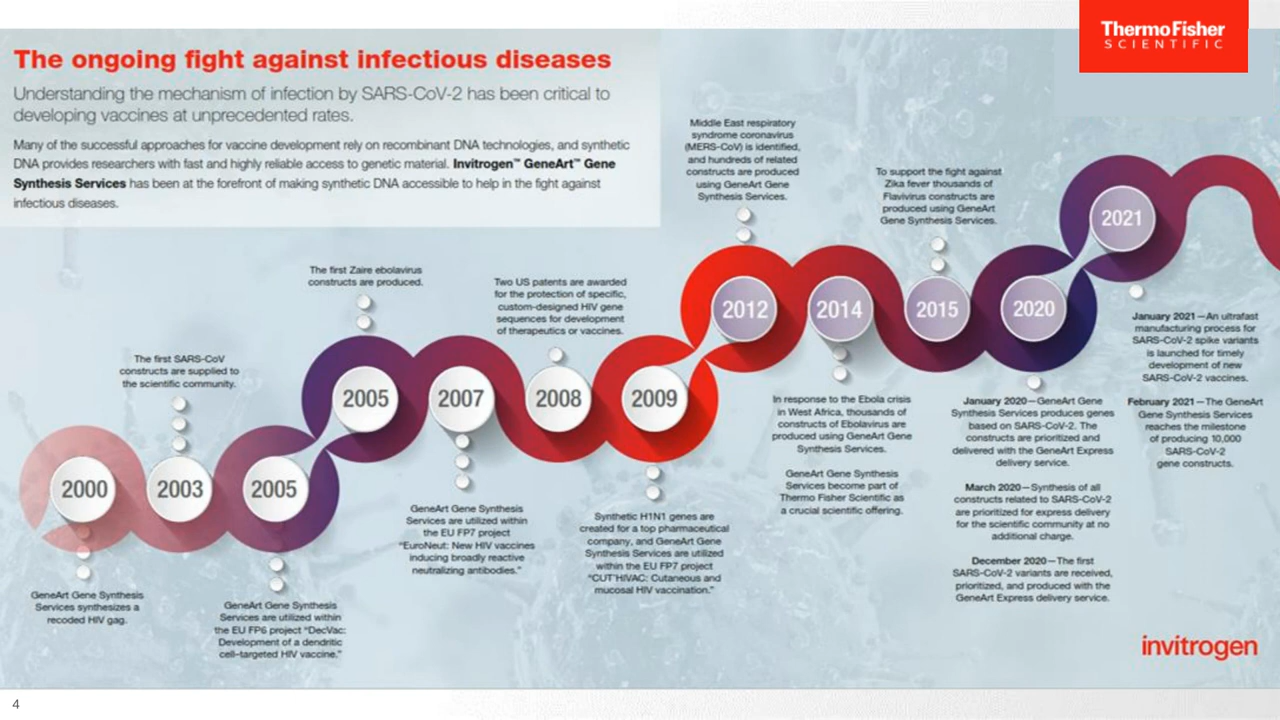 ThermoFisher
SCIENTIFIC
The ongoing fight against infectious diseases
Understanding the mechanism of infection by SARS-CoV-2 has been critical to
developing vaccines at unprecedented rates.
Many of the successful approaches for vaccine development rely on recombinant DNA technologies, and synthetic
DNA provides researchers with fast and highly reliable access to genetic material. Invitrogen™ GeneArt™ Gene
Synthesis Services has been at the forefront of making synthetic DNA accessible to help in the fight against
infectious diseases.
2000
GeneArt Gene Synthesis
Services synthesizes a
recoded HIV gag.
The first SARS-CoV
constructs are supplied to
the scientific community.
2003
2005
GeneArt Gene Synthesis
Services are utilized within
the EU FP6 project "DecVac:
Development of a dendritic
cell–targeted HIV vaccine."
The first Zaire ebolavirus
constructs are produced.
2005
2007
GeneArt Gene Synthesis
Services are utilized within
the EU FP7 project
"EuroNeut: New HIV vaccines
inducing broadly reactive
neutralizing antibodies."
Two US patents are awarded
for the protection of specific,
custom-designed HIV gene
sequences for development
of therapeutics or vaccines.
2008
2009
Synthetic H1N1 genes are
created for a top pharmaceutical
company, and GeneArt Gene
Synthesis Services are utilized
within the EU FP7 project
"CUT'HIVAC: Cutaneous and
mucosal HIV vaccination."
Middle East respiratory
syndrome coronavirus
(MERS-CoV) is identified,
and hundreds of related
constructs are produced
using GeneArt Gene
Synthesis Services.
2012
2014
In response to the Ebola crisis
in West Africa, thousands of
constructs of Ebolavirus are
produced using GeneArt Gene
Synthesis Services.
GeneArt Gene Synthesis
Services become part of
Thermo Fisher Scientific as
a crucial scientific offering.
To support the fight against
Zika fever thousands of
Flavivirus constructs are
produced using GeneArt
Gene Synthesis Services.
2015
2020
January 2020—GeneArt Gene
Synthesis Services produces genes
based on SARS-CoV-2. The
constructs are prioritized and
delivered with the GeneArt Express
delivery service.
March 2020—Synthesis of all
constructs related to SARS-CoV-2
are prioritized for express delivery
for the scientific community at no
additional charge.
December 2020—The first
SARS-CoV-2 variants are received,
prioritized, and produced with the
GeneArt Express delivery service.
2021
January 2021—An ultrafast
manufacturing process for
SARS-CoV-2 spike variants
is launched for timely
development of new
SARS-CoV-2 vaccines.
February 2021—The GeneArt
Gene Synthesis Services
reaches the milestone
of producing 10,000
SARS-CoV-2
gene constructs.
invitrogen
4